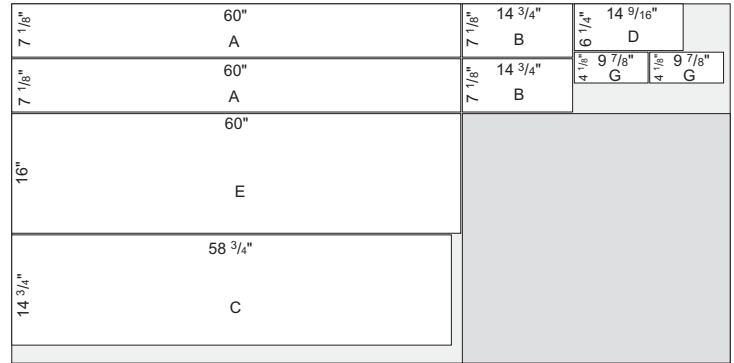 7 1/8" 60" A
7 1/8" 14 3/4" B
6 1/4" 14 9/16" D
7 1/8" 60" A
7 1/8" 14 3/4" B
4 1/8" 9 7/8" G
4 1/8" 9 7/8" G
16" 60" E
14 3/4" 58 3/4" C